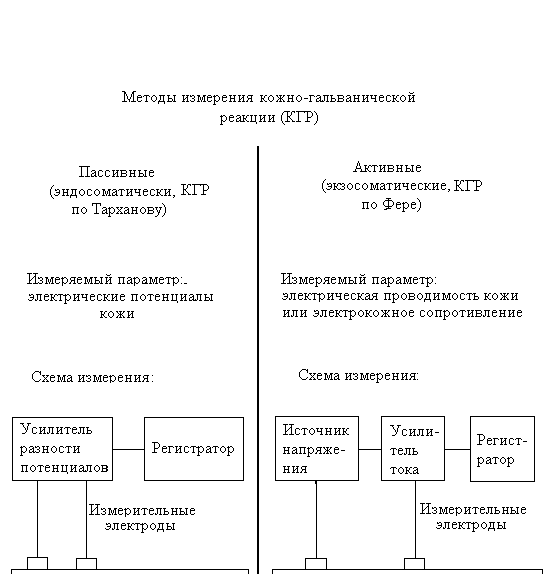 Методы измерения кожно-гальванической
реакции (КГР)
Пассивные
(эндосоматически, КГР
по Тарханову)
Измеряемый параметр:-
электрические потенциалы
кожи
Схема измерения:
Усилитель
разности
потенциалов
Регистратор
Измерительные
электроды
Активные
(экзосоматические, КГР
по Фере)
Измеряемый параметр:
электрическая проводимость кожи
или электрокожное сопротивление
Схема измерения:
Источник
напряже-
ния
Усили-
тель
тока
Регист-
ратор
Измерительные
электроды